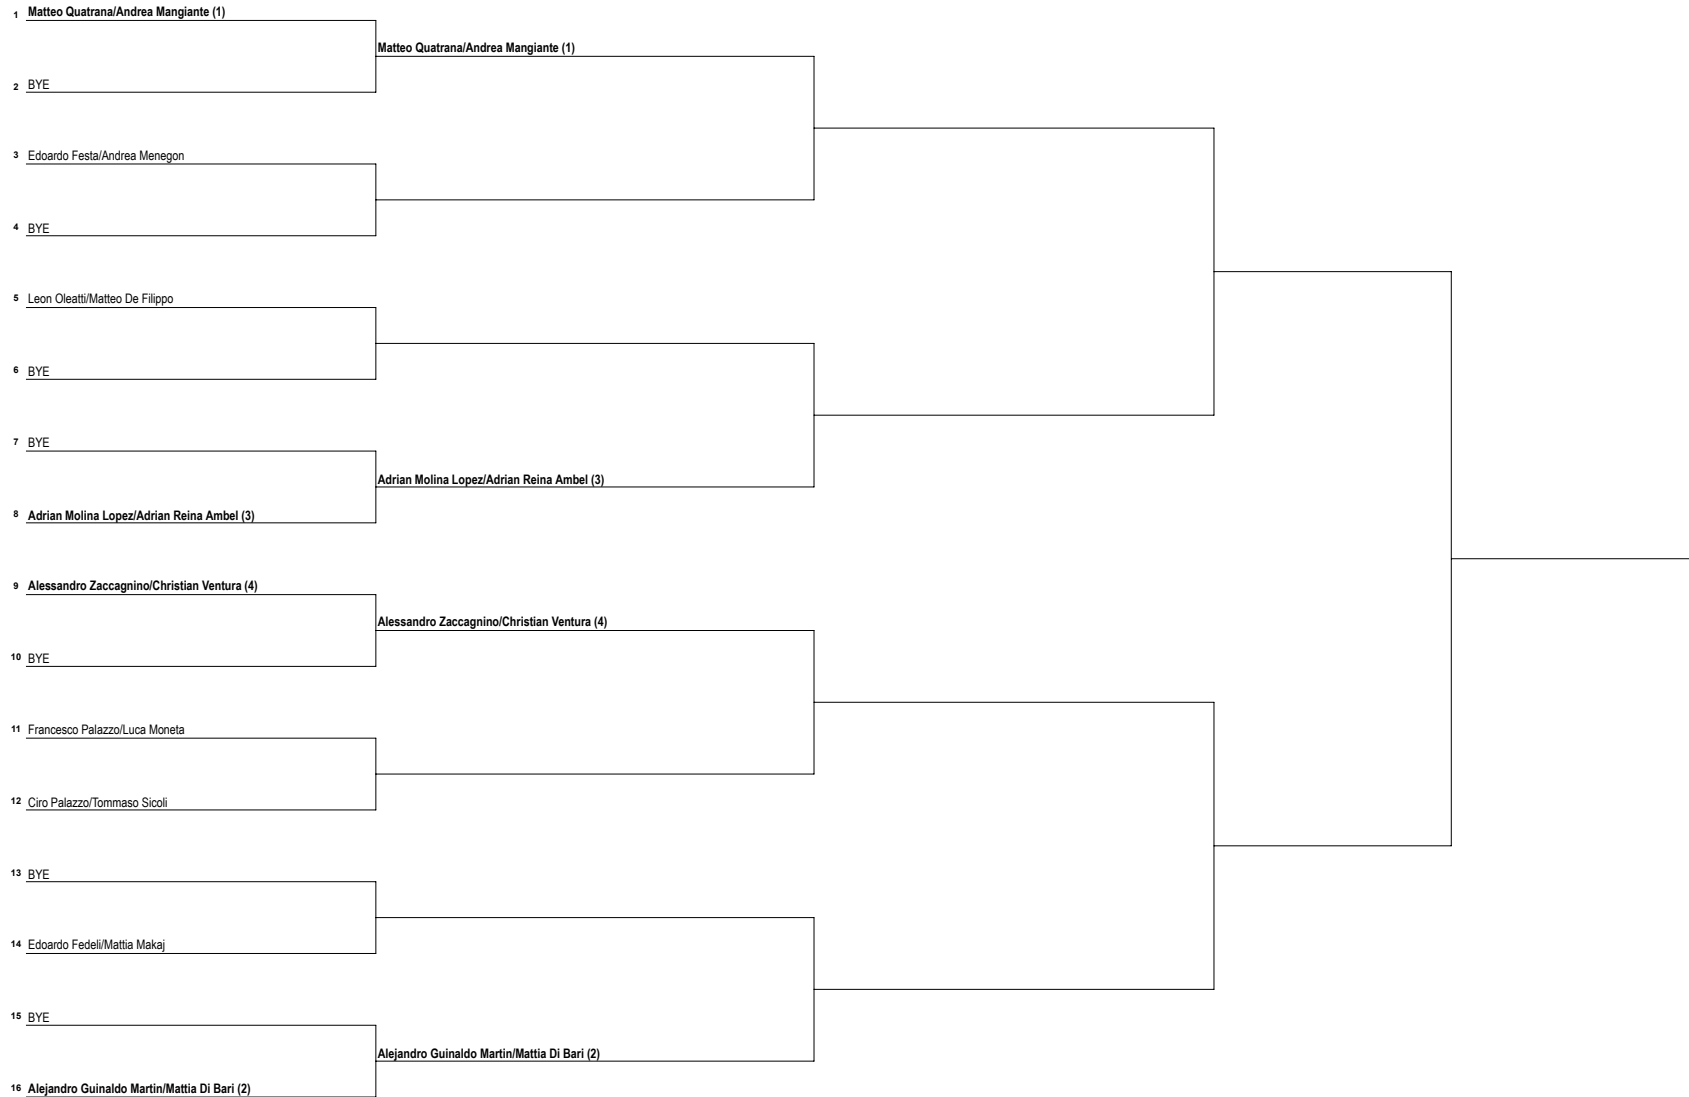 1 Matteo Quatrana/Andrea Mangiante (1)
Matteo Quatrana/Andrea Mangiante (1)
2 BYE
3 Edoardo Festa/Andrea Menegon
4 BYE
5 Leon Oleatti/Matteo De Filippo
6 BYE
7 BYE
Adrian Molina Lopez/Adrian Reina Ambel (3)
8 Adrian Molina Lopez/Adrian Reina Ambel (3)
9 Alessandro Zaccagnino/Christian Ventura (4)
Alessandro Zaccagnino/Christian Ventura (4)
10 BYE
11 Francesco Palazzo/Luca Moneta
12 Ciro Palazzo/Tommaso Sicoli
13 BYE
14 Edoardo Fedeli/Mattia Makaj
15 BYE
Alejandro Guinaldo Martin/Mattia Di Bari (2)
16 Alejandro Guinaldo Martin/Mattia Di Bari (2)